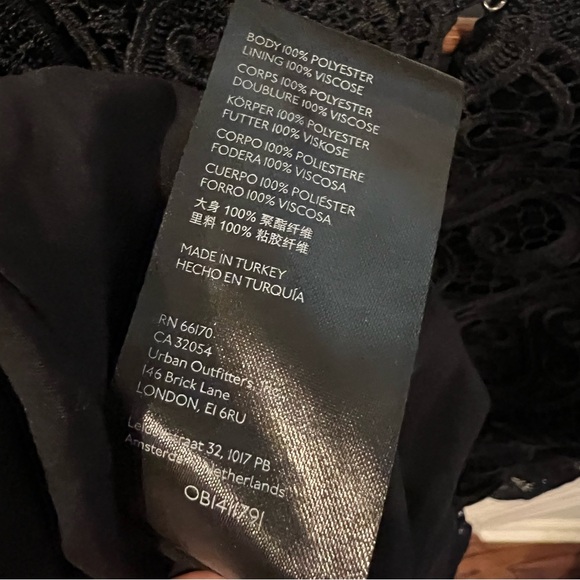 BODY 100% POLYESTER
LINING 100% VISCOSE
CORPS 100% POLYESTER
DOUBLURE 100% VISCOSE
KÖRPER 100% POLYESTER
FUTTER 100% VISKOSE
CORPO 100% POLIESTERE
FODERA 100% VISCOSA
CUERPO 100% POLIÉSTER
FORRO 100% VISCOSA
大身 100% 聚酯纤维
里料 100% 粘胶纤维
MADE IN TURKEY
HECHO EN TURQUÍA
RN 66170
CA 32054
Urban Outfitters,
146 Brick Lane
LONDON, E1 6RU
32, 1017 PB
Netherlands